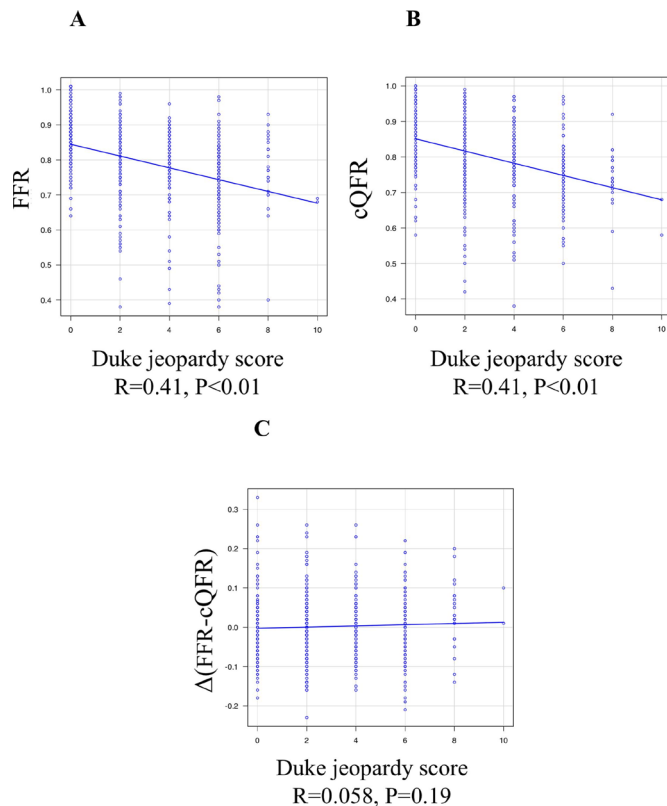 A
B
1.0
0.9
0.8
0.7
0.6
0.5
0.4
FFR
0 2 4 6 8 10
Duke jeopardy score
R=0.41, P<0.01
1.0
0.9
0.8
0.7
0.6
0.5
0.4
cQFR
0 2 4 6 8 10
Duke jeopardy score
R=0.41, P<0.01
C
0.3
0.2
0.1
0.0
-0.1
-0.2
Δ(FFR-cQFR)
0 2 4 6 8 10
Duke jeopardy score
R=0.058, P=0.19